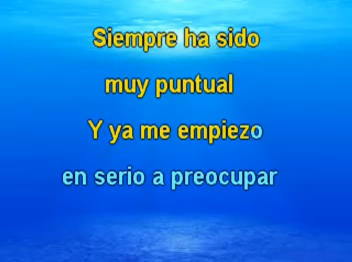 Siempre ha sido
muy puntual
Y ya me empiezo
en serio a preocupar